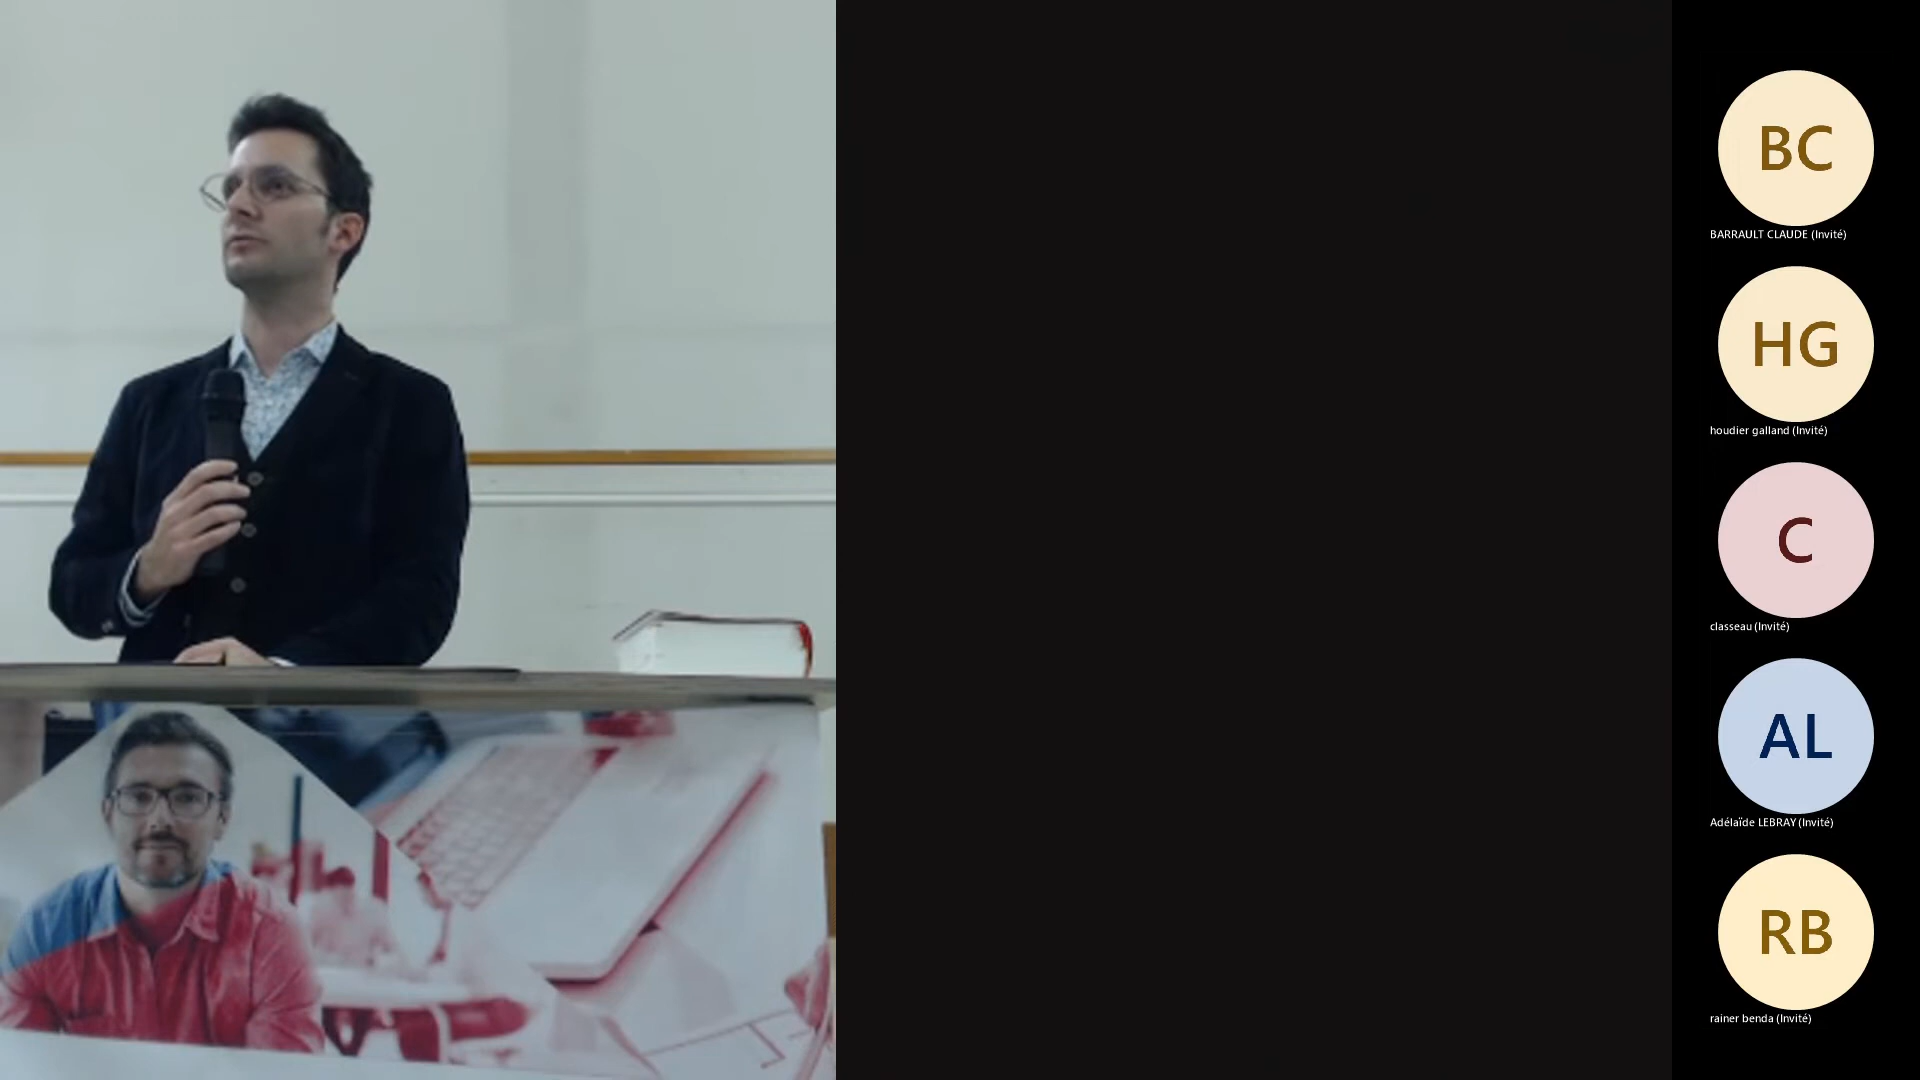 BC
BARRAULT CLAUDE (Invité)
HG
houdier galland (Invité)
C
classeau (Invité)
AL
Adélaïde LEBRAY (Invité)
RB
rainer benda (Invité)